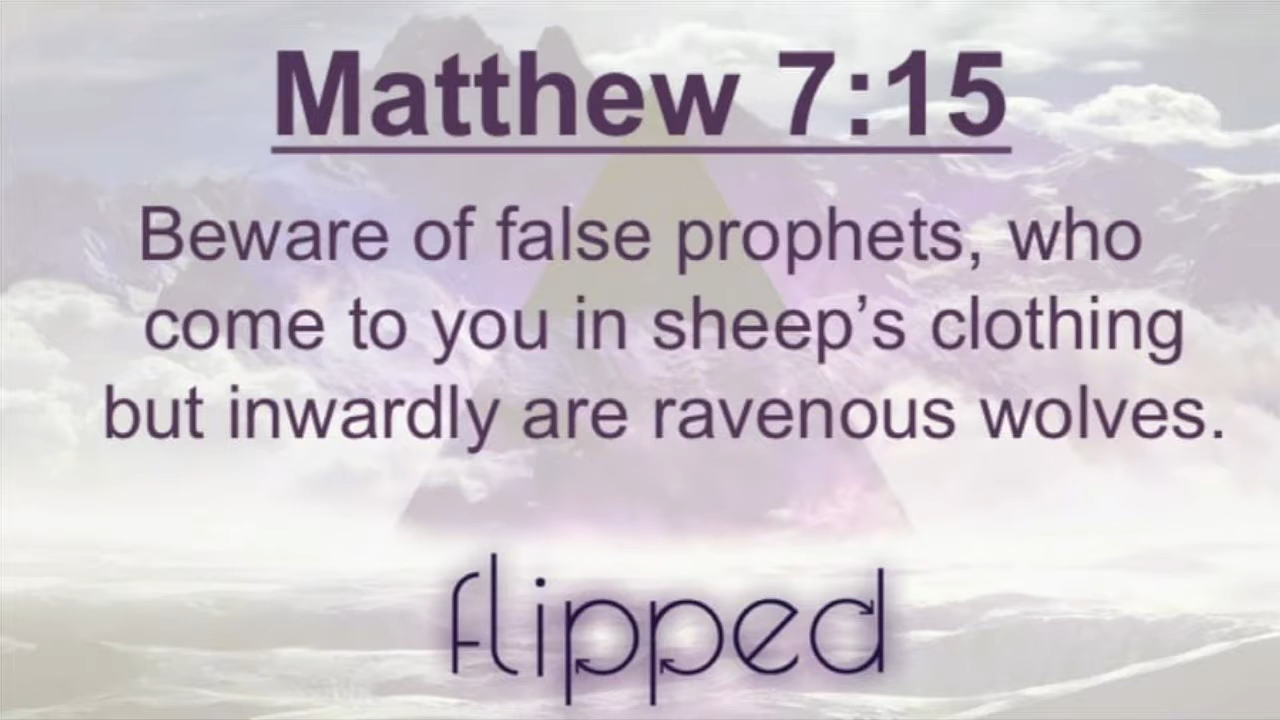 Matthew 7:15
Beware of false prophets, who
come to you in sheep’s clothing
but inwardly are ravenous wolves.
flipped